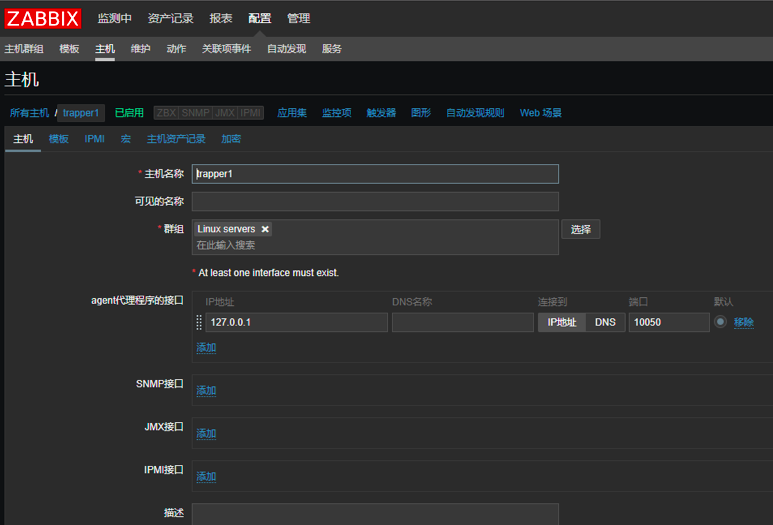 ZABBIX 监测中 资产记录 报表 配置 管理
主机群组 模板 主机 维护 动作 关联项事件 自动发现 服务
主机
所有主机 / trapper1 已启用 ZBX SNMP JMX IPMI 应用集 监控项 触发器 图形 自动发现规则 Web 场景
主机 模板 IPMI 宏 主机资产记录 加密
* 主机名称 trapper1
可见的名称
* 群组 Linux servers × 选择
在此输入搜索
* At least one interface must exist.
agent代理程序的接口 IP地址 DNS名称 连接到 端口 默认
127.0.0.1 IP地址 DNS 10050 移除
添加
SNMP接口 添加
JMX接口 添加
IPMI接口 添加
描述